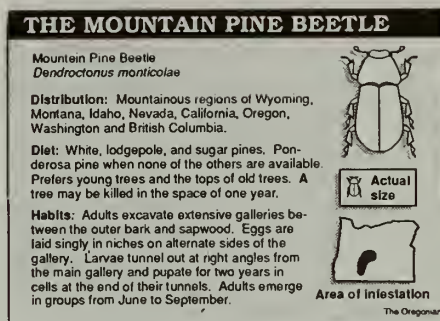 THE MOUNTAIN PINE BEETLE
Mountain Pine Beetle
Dendroctonus monticolae
Distribution: Mountainous regions of Wyoming,
Montana, Idaho, Nevada, California, Oregon,
Washington and British Columbia.
Diet: White, lodgepole, and sugar pines, Pon-
derosa pine when none of the others are available.
Prefers young trees and the tops of old trees. A
tree may be killed in the space of one year.
Habits: Adults excavate extensive galleries be-
tween the outer bark and sapwood. Eggs are
laid singly in niches on alternate sides of the
gallery. Larvae tunnel out at right angles from
the main gallery and pupate for two years in
cells at the end of their tunnels. Adults emerge
in groups from June to September.
Actual
size
Area of infestation
The Oregonian